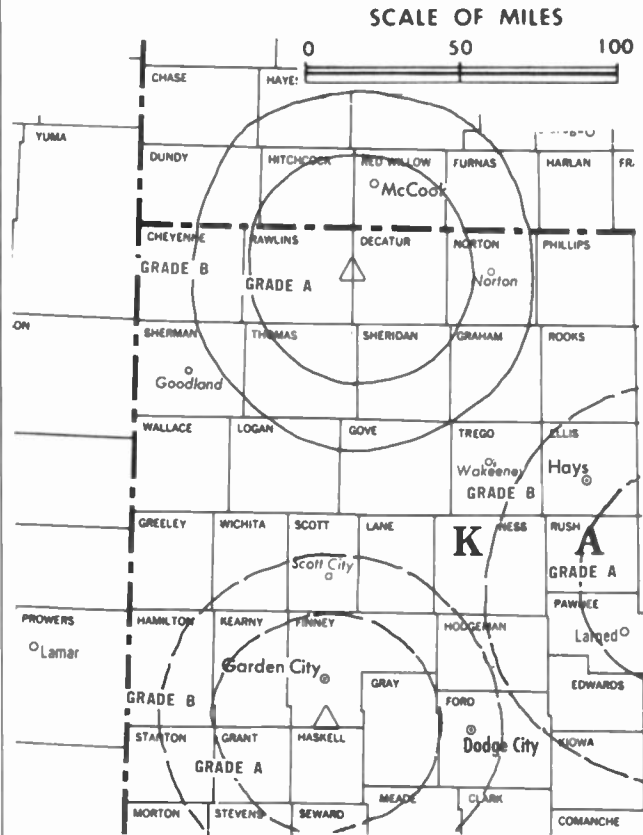 SCALE OF MILES
0 50 100
CHASE
HAYES
YUMA
DUNDY
HITCHCOCK
RED WILLOW
FURNAS
HARLAN
FR
McCook
CHEYENNE
RAWLINS
DECATUR
NORTON
PHILLIPS
GRADE B
GRADE A
Norton
ON
SHERMAN
THOMAS
SHERIDAN
GRAHAM
ROOKS
Goodland
WALLACE
LOGAN
GOVE
TREGO
ELLIS
Wakeeney
Hays
GRADE B
GREELEY
WICHITA
SCOTT
LANE
K
NESS
RUSH
A
Scott City
GRADE A
PAWNEE
PROWERS
HAMILTON
KEARNY
FINNEY
HODGEMAN
Larned
Lamar
Garden City
GRAY
EDWARDS
GRADE B
FORD
STANTON
GRANT
HASKELL
Dodge City
KIOWA
GRADE A
MEADE
CLARK
MORTON
STEVENS
SEWARD
COMANCHE